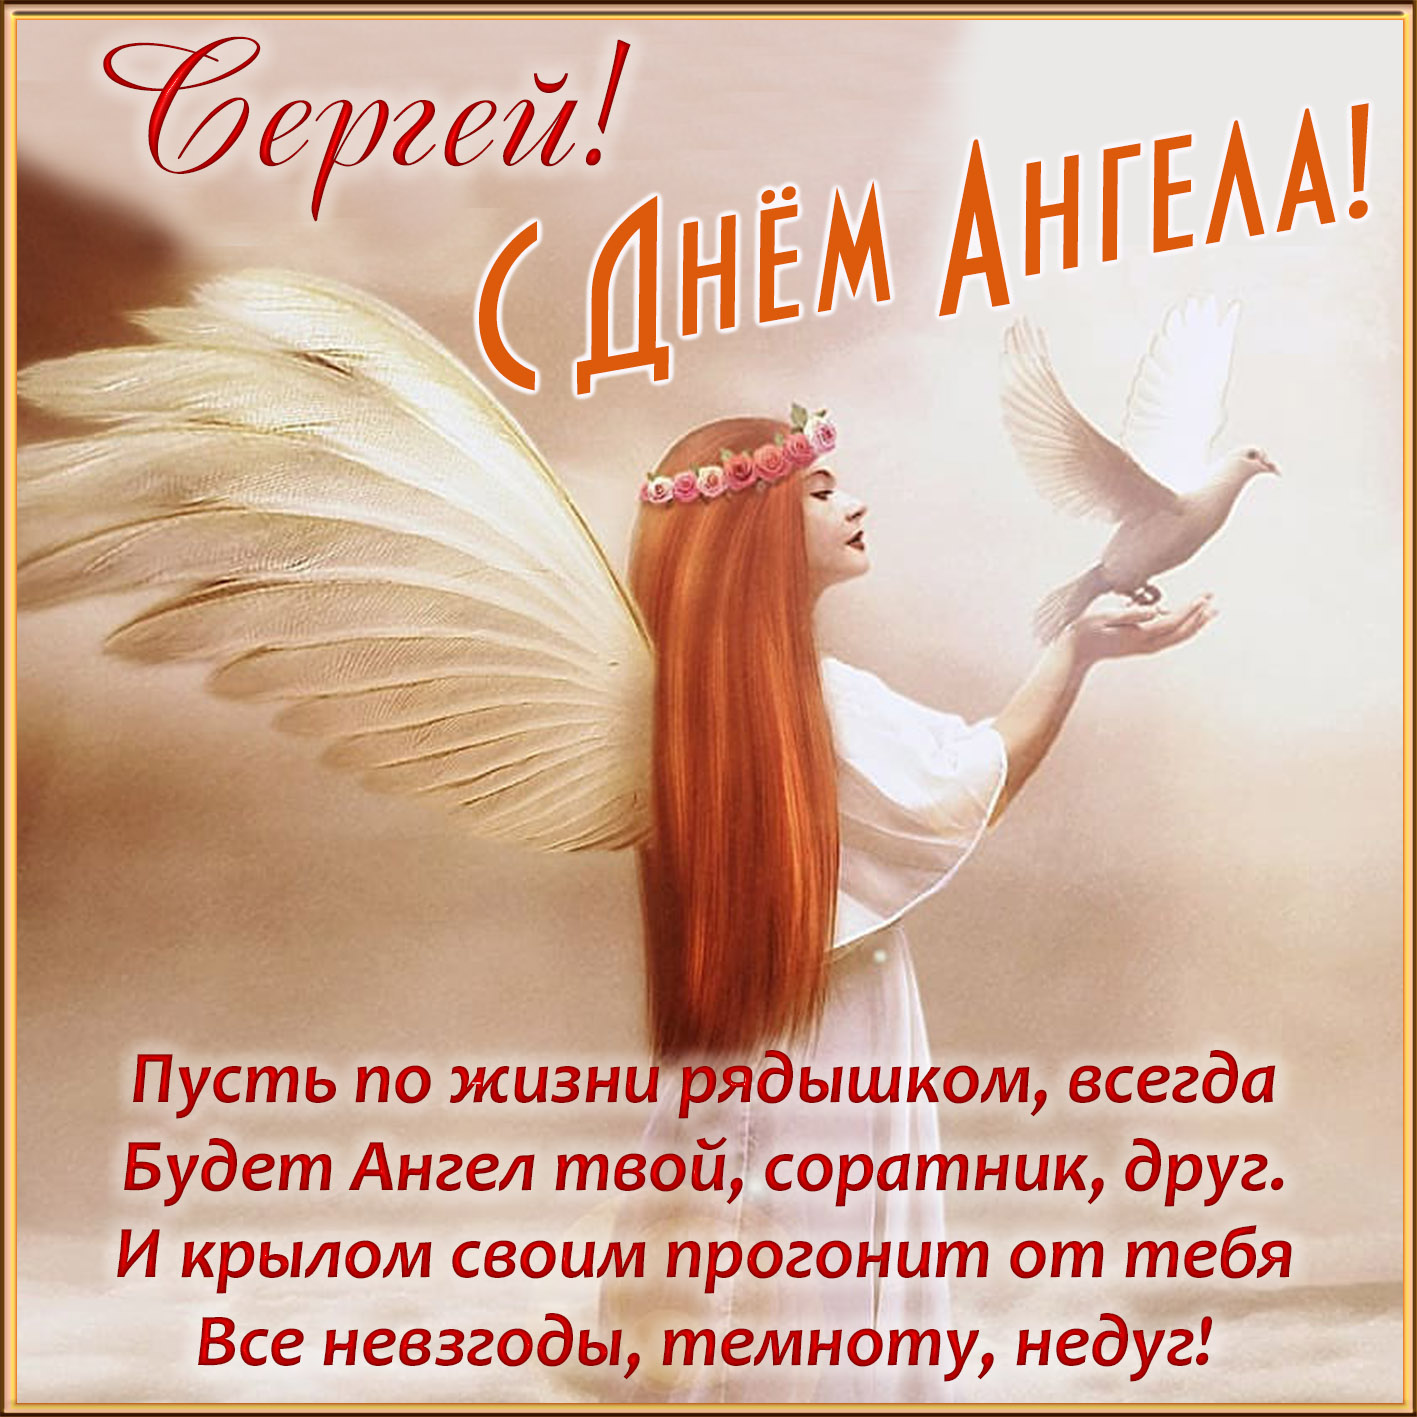 Сергей!
С Днём Ангела!
Пусть по жизни рядышком, всегда
Будет Ангел твой, соратник, друг.
И крылом своим прогонит от тебя
Все невзгоды, темноту, недуг!